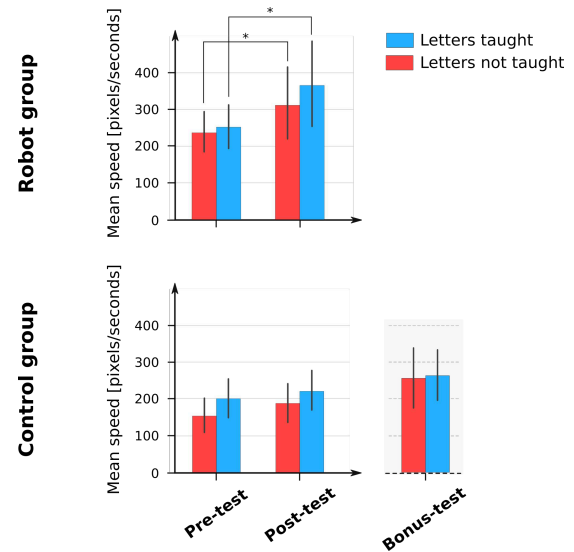 Robot group
Mean speed [pixels/seconds]
400
300
200
100
0
*
*
Letters taught
Letters not taught
Control group
Mean speed [pixels/seconds]
400
300
200
100
0
Pre-test
Post-test
Bonus-test